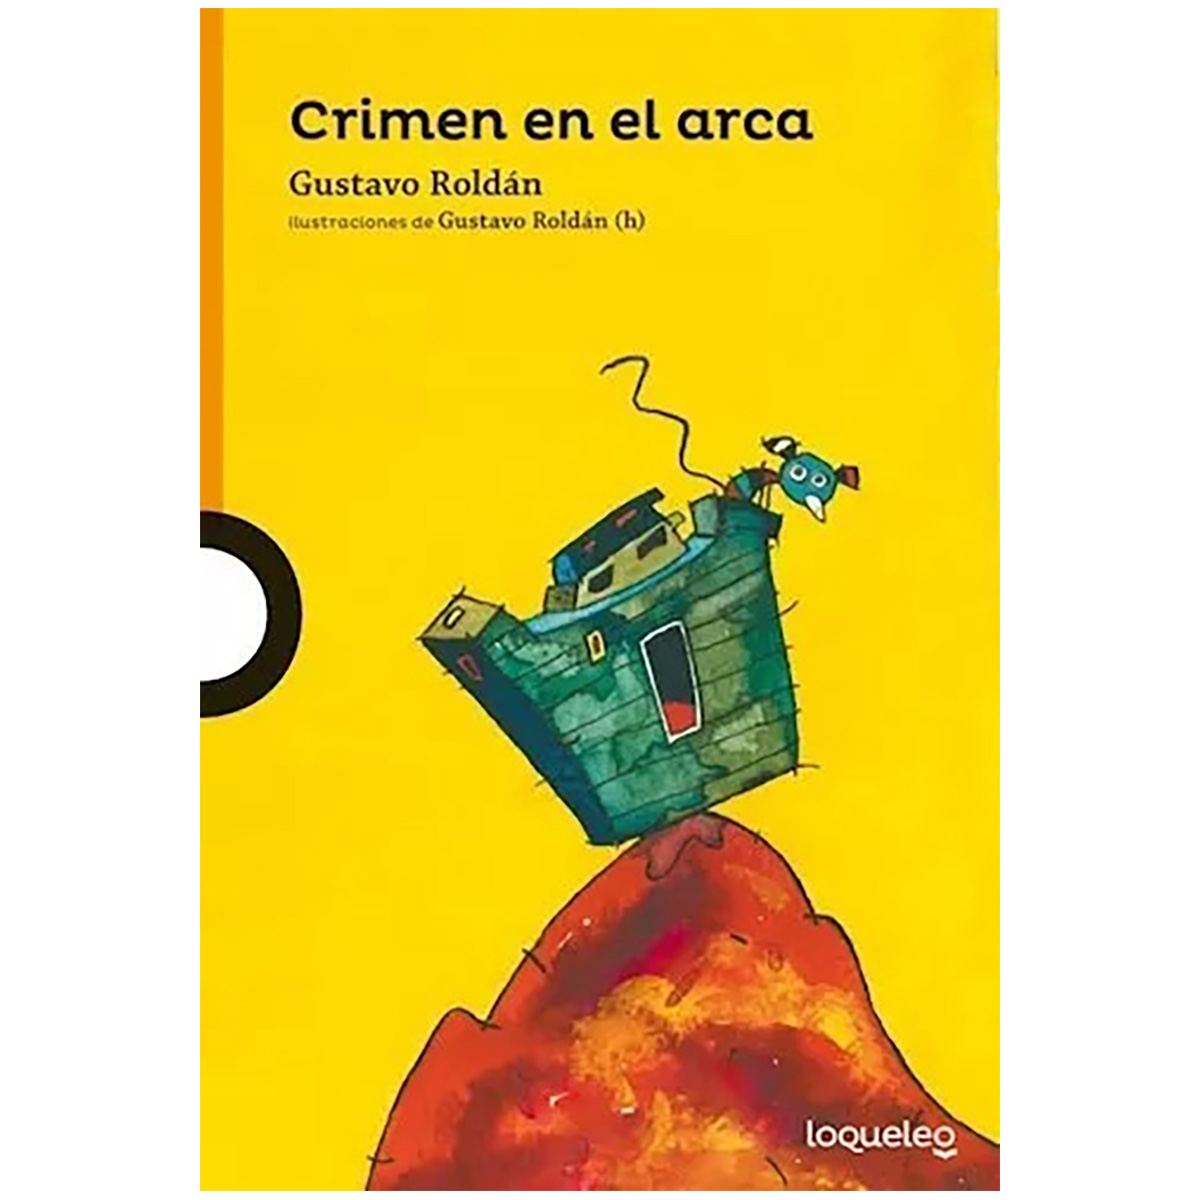 Crimen en el arca
Gustavo Roldán
ilustraciones de Gustavo Roldán (h)
loqueleo